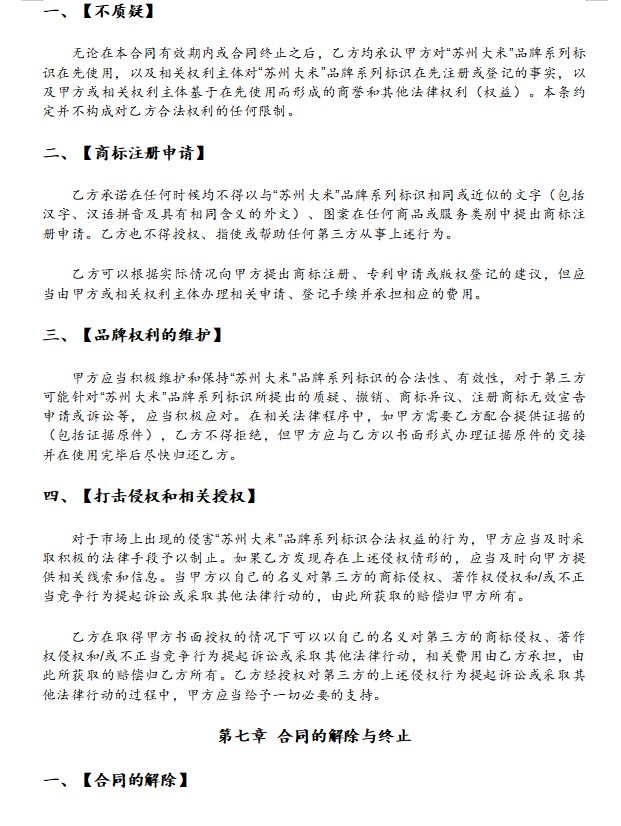 一、【不质疑】
无论在本合同有效期内或合同终止之后，乙方均承认甲方对“苏州大米”品牌系列标
识在先使用，以及相关权利主体对“苏州大米”品牌系列标识在先注册或登记的事实，以
及甲方或相关权利主体基于在先使用而形成的商誉和其他法律权利（权益）。本条约
定并不构成对乙方合法权利的任何限制。
二、【商标注册申请】
乙方承诺在任何时候均不得以与“苏州大米”品牌系列标识相同或近似的文字（包括
汉字、汉语拼音及具有相同含义的外文）、图案在任何商品或服务类别中提出商标注
册申请。乙方也不得授权、指使或帮助任何第三方从事上述行为。
乙方可以根据实际情况向甲方提出商标注册、专利申请或版权登记的建议，但应
当由甲方或相关权利主体办理相关申请、登记手续并承担相应的费用。
三、【品牌权利的维护】
甲方应当积极维护和保持“苏州大米”品牌系列标识的合法性、有效性，对于第三方
可能针对“苏州大米”品牌系列标识所提出的质疑、撤销、商标异议、注册商标无效宣告
申请或诉讼等，应当积极应对。在相关法律程序中，如甲方需要乙方配合提供证据的
（包括证据原件），乙方不得拒绝，但甲方应与乙方以书面形式办理证据原件的交接
并在使用完毕后尽快归还乙方。
四、【打击侵权和相关授权】
对于市场上出现的侵害“苏州大米”品牌系列标识合法权益的行为，甲方应当及时采
取积极的法律手段予以制止。如果乙方发现存在上述侵权情形的，应当及时向甲方提
供相关线索和信息。当甲方以自己的名义对第三方的商标侵权、著作权侵权和/或不正
当竞争行为提起诉讼或采取其他法律行动的，由此所获取的赔偿归甲方所有。
乙方在取得甲方书面授权的情况下可以以自己的名义对第三方的商标侵权、著作
权侵权和/或不正当竞争行为提起诉讼或采取其他法律行动，相关费用由乙方承担，由
此所获取的赔偿归乙方所有。乙方经授权对第三方的上述侵权行为提起诉讼或采取其
他法律行动的过程中，甲方应当给予一切必要的支持。
第七章 合同的解除与终止
一、【合同的解除】